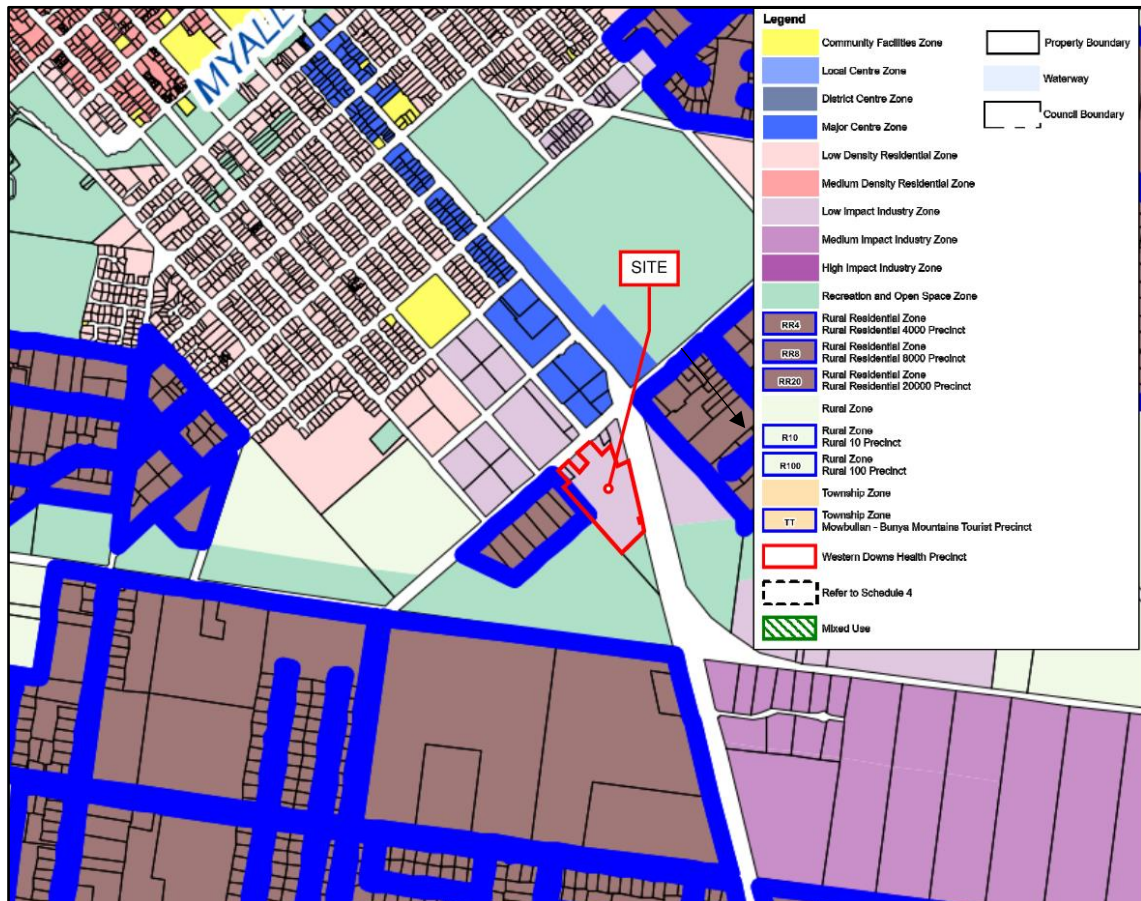 MYALL
SITE
Legend
Community Facilities Zone
Local Centre Zone
District Centre Zone
Major Centre Zone
Low Density Residential Zone
Medium Density Residential Zone
Low Impact Industry Zone
Medium Impact Industry Zone
High Impact Industry Zone
Recreation and Open Space Zone
RR4 Rural Residential Zone
Rural Residential 4000 Precinct
RR8 Rural Residential Zone
Rural Residential 8000 Precinct
RR20 Rural Residential Zone
Rural Residential 20000 Precinct
Rural Zone
R10 Rural Zone
Rural 10 Precinct
R100 Rural Zone
Rural 100 Precinct
Township Zone
TT Township Zone
Mowbullan - Bunya Mountains Tourist Precinct
Western Downs Health Precinct
Refer to Schedule 4
Mixed Use
Property Boundary
Waterway
Council Boundary